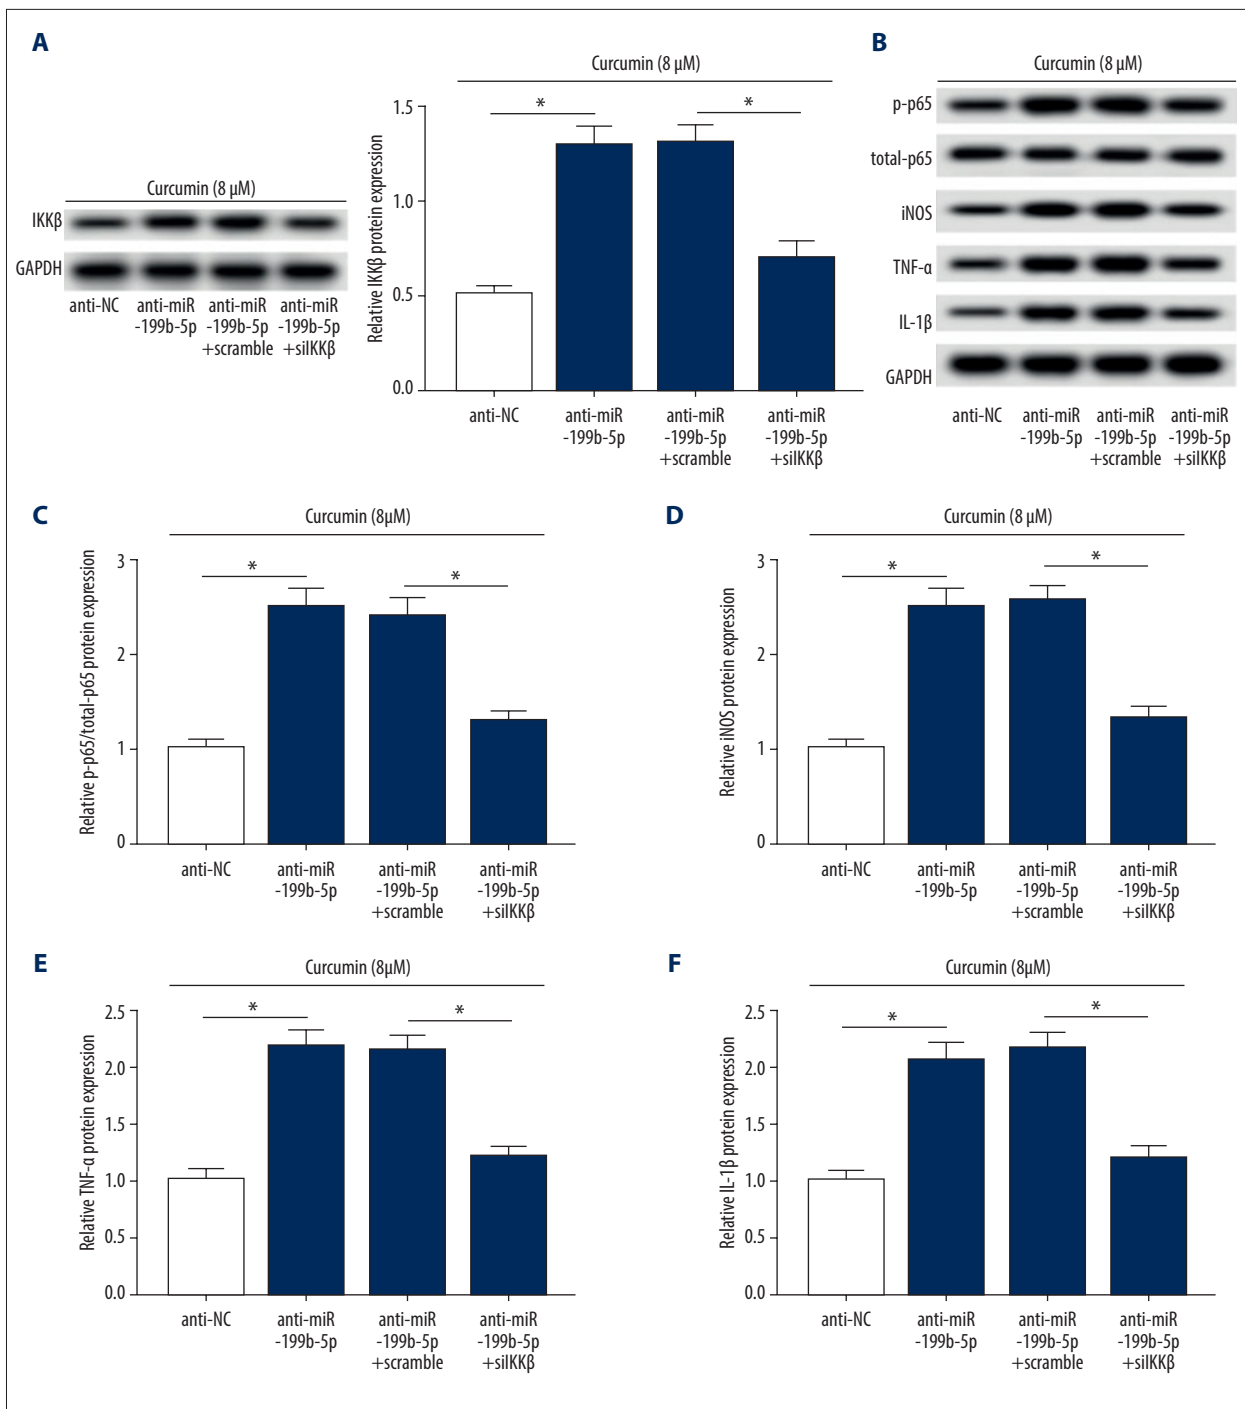 A
Curcumin (8 μM)
IKKβ
GAPDH
anti-NC
anti-miR
-199b-5p
anti-miR
-199b-5p
+scramble
anti-miR
-199b-5p
+siIKKβ
Curcumin (8 μM)
Relative IKKβ protein expression
1.5
1.0
0.5
0.0
*
*
anti-NC
anti-miR
-199b-5p
anti-miR
-199b-5p
+scramble
anti-miR
-199b-5p
+siIKKβ
B
Curcumin (8 μM)
p-p65
total-p65
iNOS
TNF-α
IL-1β
GAPDH
anti-NC
anti-miR
-199b-5p
anti-miR
-199b-5p
+scramble
anti-miR
-199b-5p
+siIKKβ
C
Curcumin (8μM)
Relative p-p65/total-p65 protein expression
3
2
1
0
*
*
anti-NC
anti-miR
-199b-5p
anti-miR
-199b-5p
+scramble
anti-miR
-199b-5p
+siIKKβ
D
Curcumin (8 μM)
Relative iNOS protein expression
3
2
1
0
*
*
anti-NC
anti-miR
-199b-5p
anti-miR
-199b-5p
+scramble
anti-miR
-199b-5p
+siIKKβ
E
Curcumin (8μM)
Relative TNF-α protein expression
2.5
2.0
1.5
1.0
0.5
0.0
*
*
anti-NC
anti-miR
-199b-5p
anti-miR
-199b-5p
+scramble
anti-miR
-199b-5p
+siIKKβ
F
Curcumin (8μM)
Relative IL-1β protein expression
2.5
2.0
1.5
1.0
0.5
0.0
*
*
anti-NC
anti-miR
-199b-5p
anti-miR
-199b-5p
+scramble
anti-miR
-199b-5p
+siIKKβ